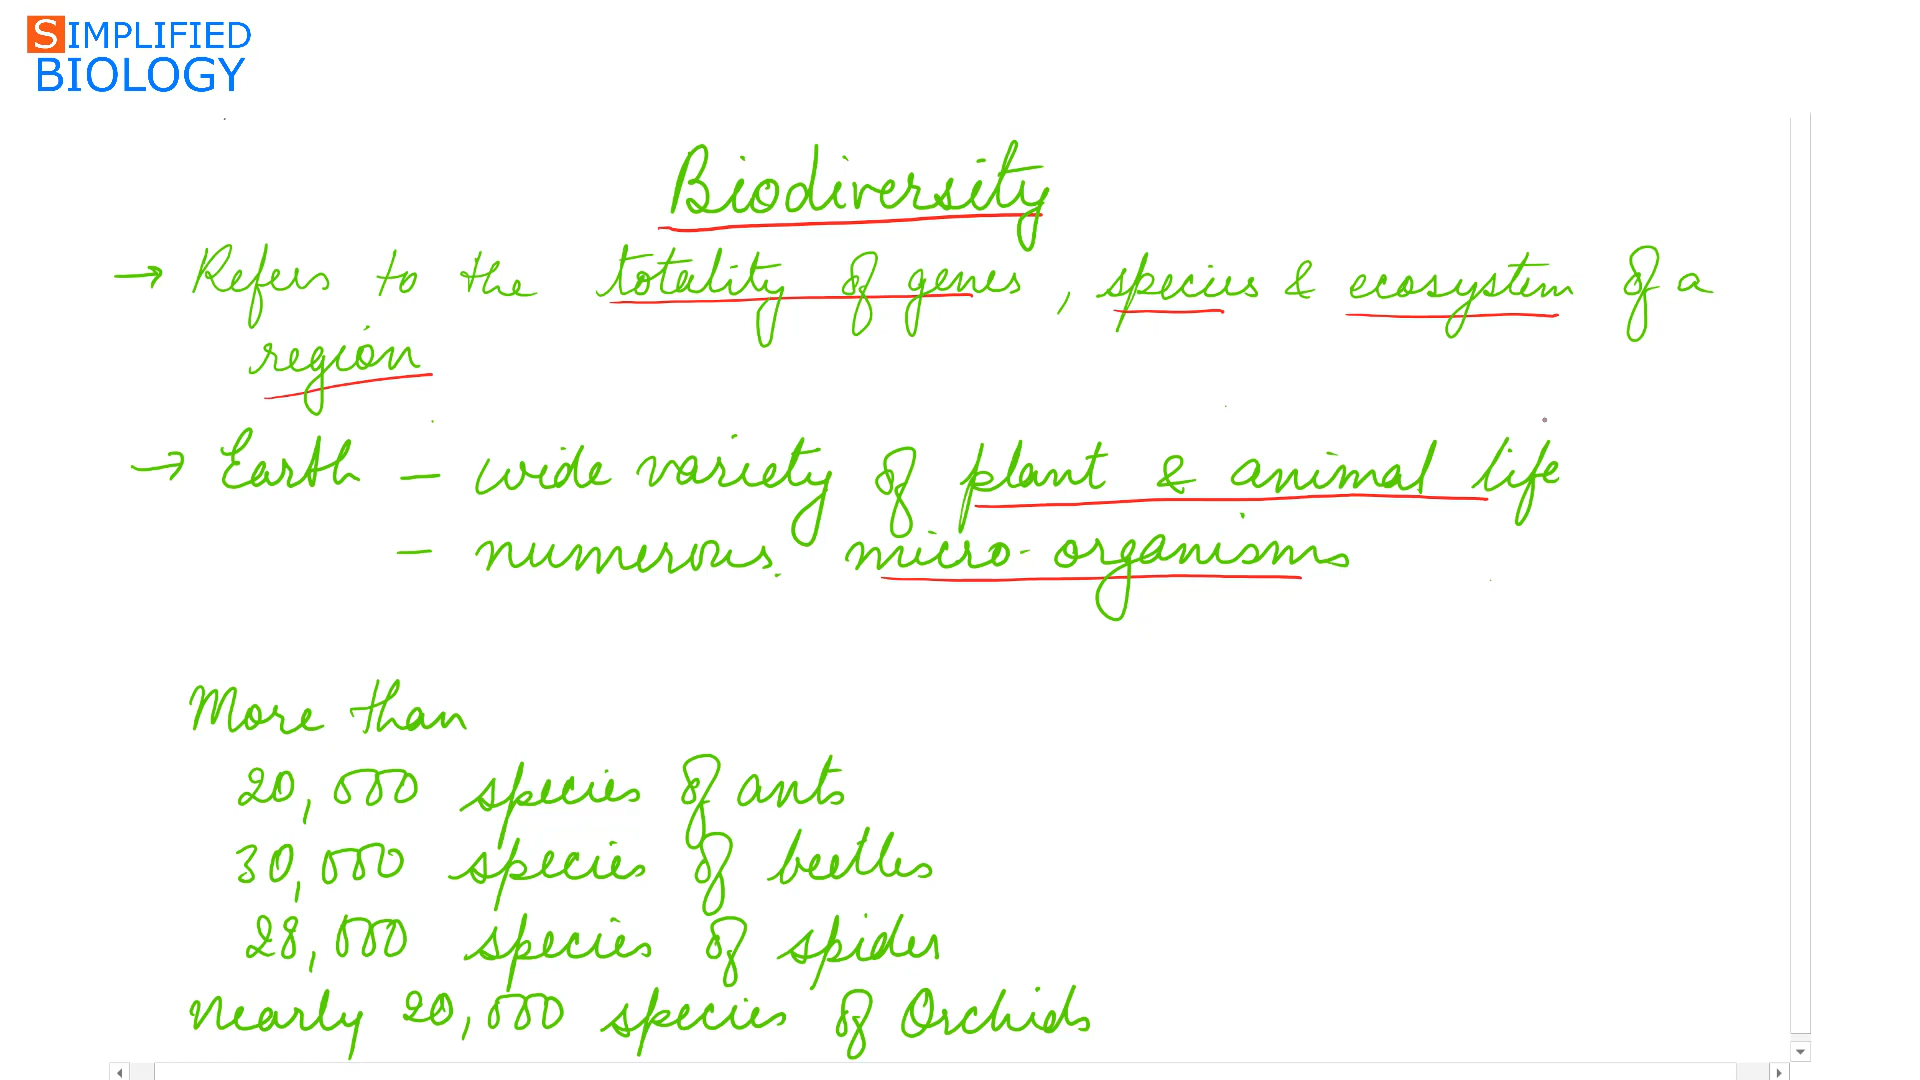 SIMPLIFIED
BIOLOGY
Biodiversity
→ Refers to the totality of genes, species & ecosystem of a
region
→ Earth - wide variety of plant & animal life
- numerous micro-organisms
More than
20,000 species of ants
30,000 species of beetles
28,000 species of spider
Nearly 20,000 species of Orchids